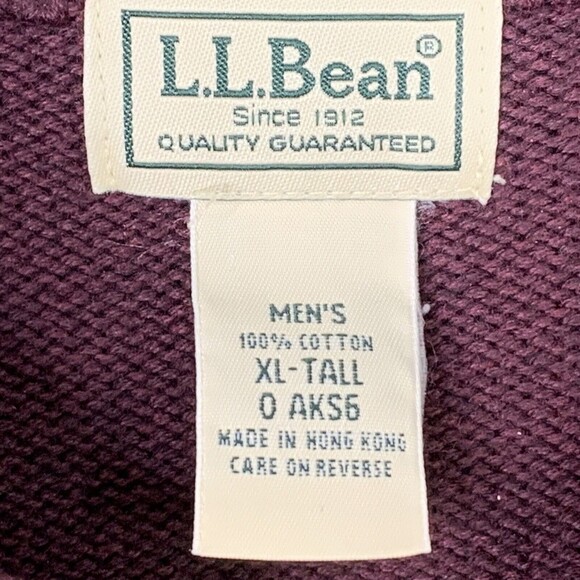 L.L.Bean®
Since 1912
QUALITY GUARANTEED
MEN'S
100% COTTON
XL-TALL
0 AKS6
MADE IN HONG KONG
CARE ON REVERSE